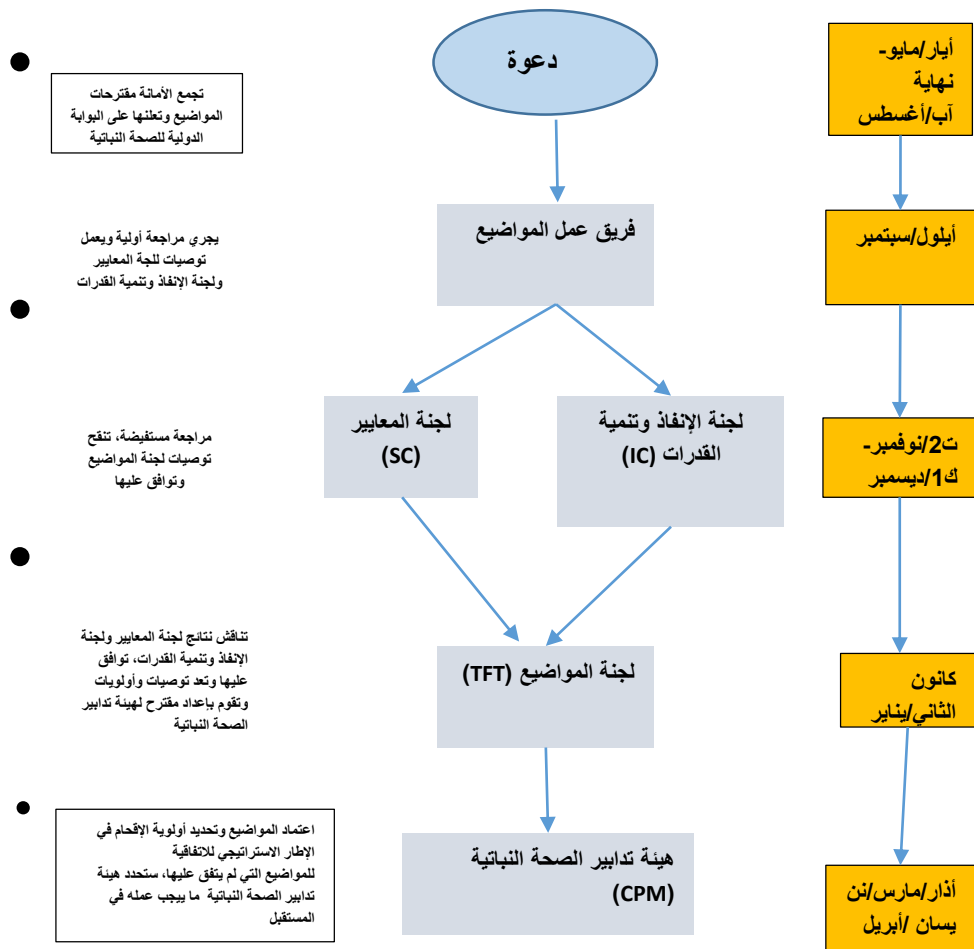 دعوة
أيار/مايو-
نهاية
آب/أغسطس
تجمع الأمانة مقترحات
المواضيع وتعلنها على البوابة
الدولية للصحة النباتية
أيلول/سبتمبر
فريق عمل المواضيع
يجري مراجعة أولية ويعمل
توصيات للجة المعايير
ولجنة الإنفاذ وتنمية القدرات
ت2/نوفمبر-
ك1/ديسمبر
لجنة الإنفاذ وتنمية
القدرات (IC)
لجنة المعايير
(SC)
مراجعة مستفيضة، تنقح
توصيات لجنة المواضيع
وتوافق عليها
كانون
الثاني/يناير
لجنة المواضيع (TFT)
تناقش نتائج لجنة المعايير ولجنة
الإنفاذ وتنمية القدرات، توافق
عليها وتعد توصيات وأولويات
وتقوم بإعداد مقترح لهيئة تدابير
الصحة النباتية
أذار/مارس/نن
يسان /أبريل
هيئة تدابير الصحة النباتية
(CPM)
اعتماد المواضيع وتحديد أولوية الإقحام في
الإطار الاستراتيجي للاتفاقية
للمواضيع التي لم يتفق عليها، ستحدد هيئة
تدابير الصحة النباتية ما ييجب عمله في
المستقبل